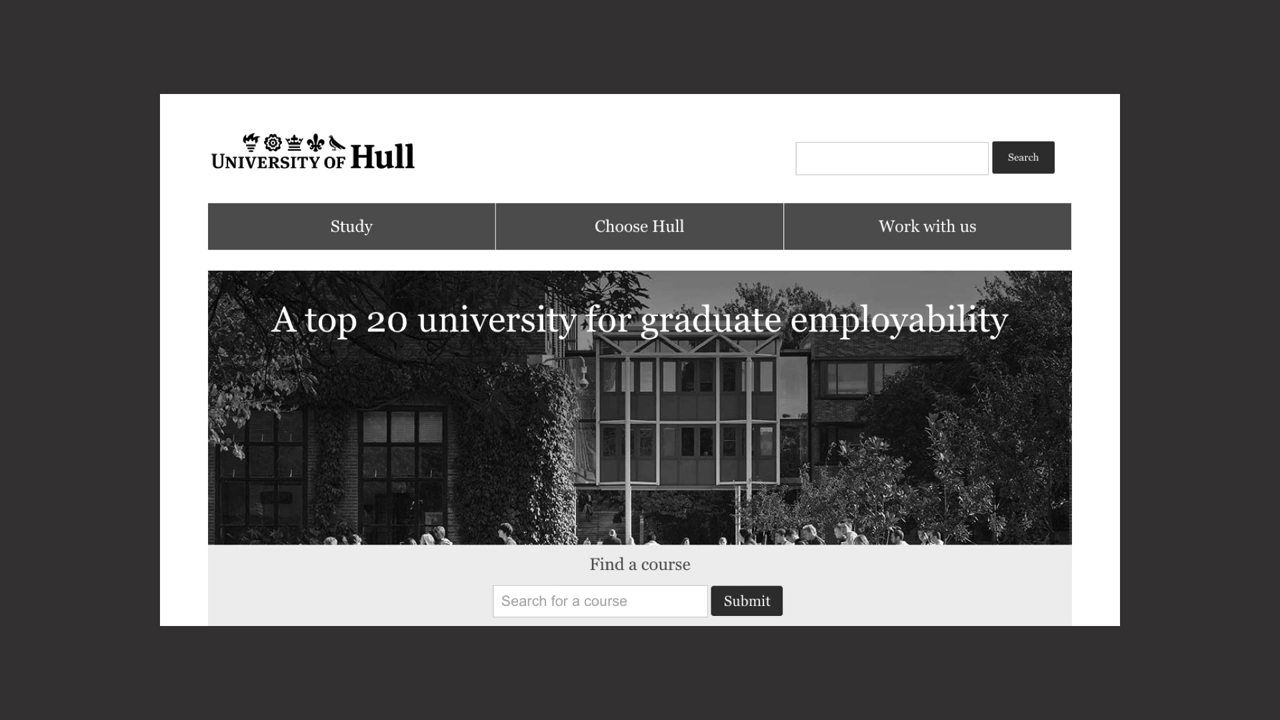 UNIVERSITY OF Hull
Search
Study
Choose Hull
Work with us
A top 20 university for graduate employability
Find a course
Search for a course
Submit